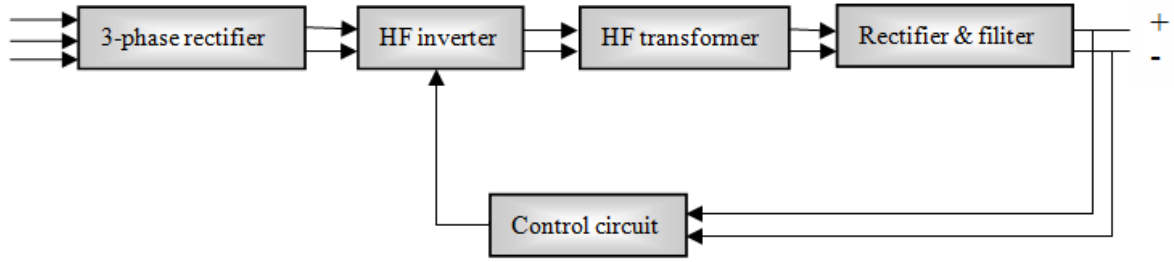 3-phase rectifier
HF inverter
HF transformer
Rectifier & filiter
+
-
Control circuit